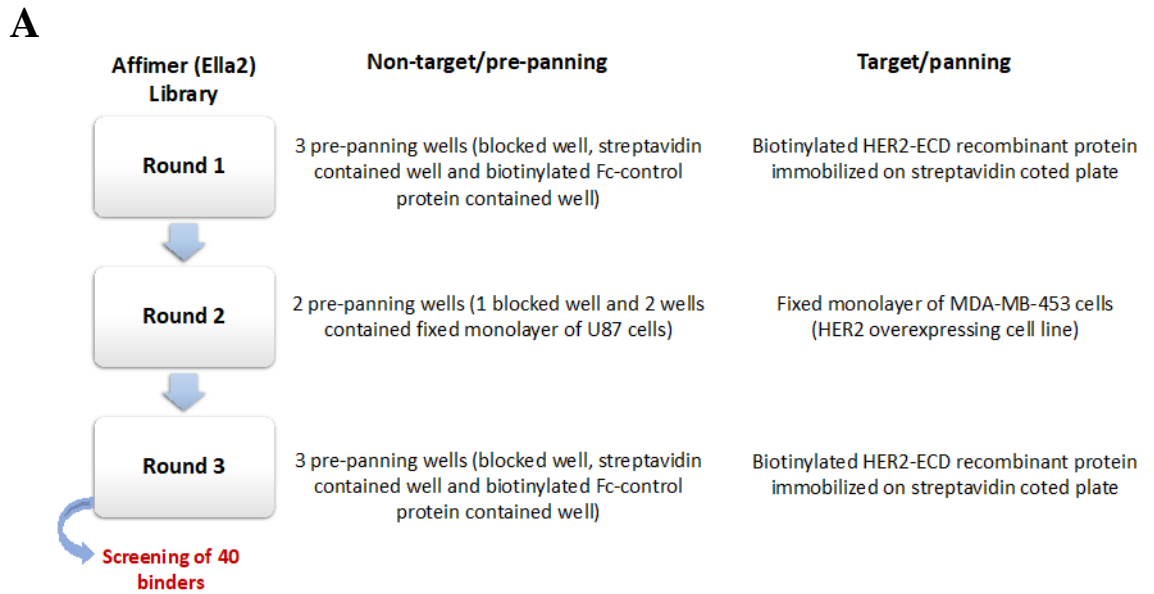 A
Affimer (Ella2)
Library
Non-target/pre-panning
Target/panning
Round 1
3 pre-panning wells (blocked well, streptavidin
contained well and biotinylated Fc-control
protein contained well)
Biotinylated HER2-ECD recombinant protein
immobilized on streptavidin coted plate
Round 2
2 pre-panning wells (1 blocked well and 2 wells
contained fixed monolayer of U87 cells)
Fixed monolayer of MDA-MB-453 cells
(HER2 overexpressing cell line)
Round 3
3 pre-panning wells (blocked well, streptavidin
contained well and biotinylated Fc-control
protein contained well)
Biotinylated HER2-ECD recombinant protein
immobilized on streptavidin coted plate
Screening of 40
binders